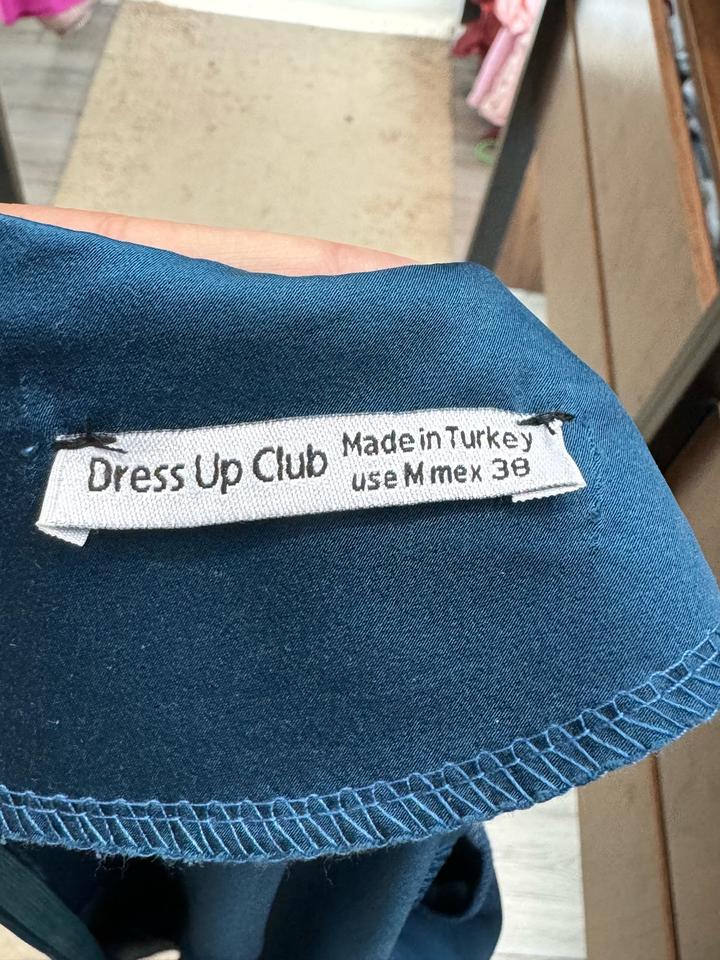 Dress Up Club
Made in Turkey
use M mex 38